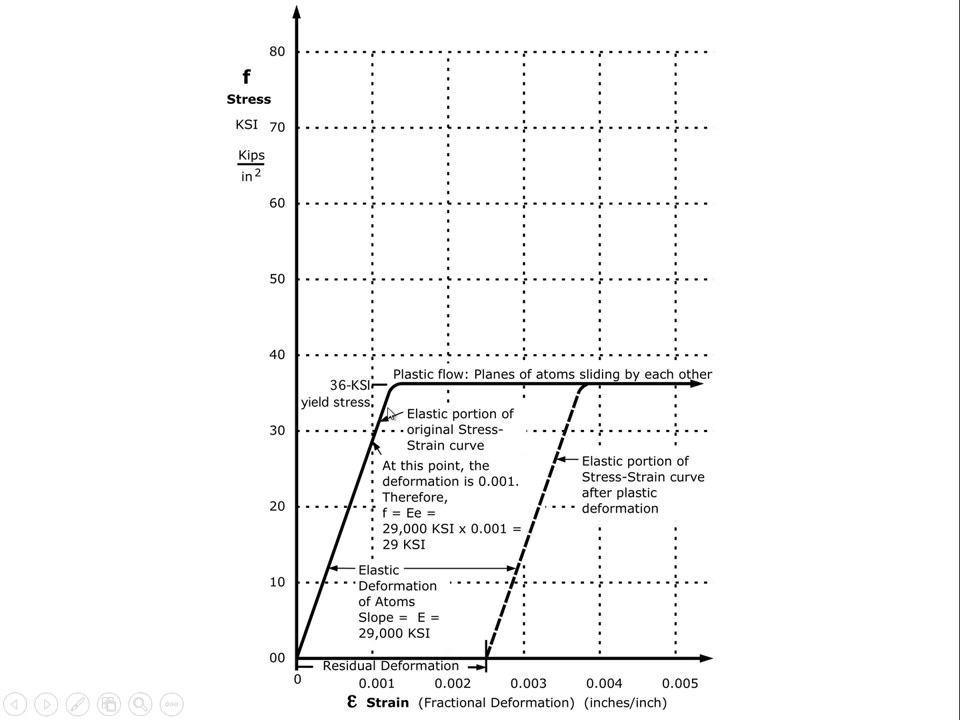 80
f
Stress
KSI
70
Kips
in 2
60
50
40
Plastic flow: Planes of atoms sliding by each other
36-KSI
yield stress
Elastic portion of
original Stress-
Strain curve
30
At this point, the
deformation is 0.001.
Therefore,
f = Ee =
29,000 KSI x 0.001 =
29 KSI
Elastic portion of
Stress-Strain curve
after plastic
deformation
20
10
Elastic
Deformation
of Atoms
Slope = E =
29,000 KSI
00
Residual Deformation
0
0.001
0.002
0.003
0.004
0.005
ε Strain (Fractional Deformation) (inches/inch)